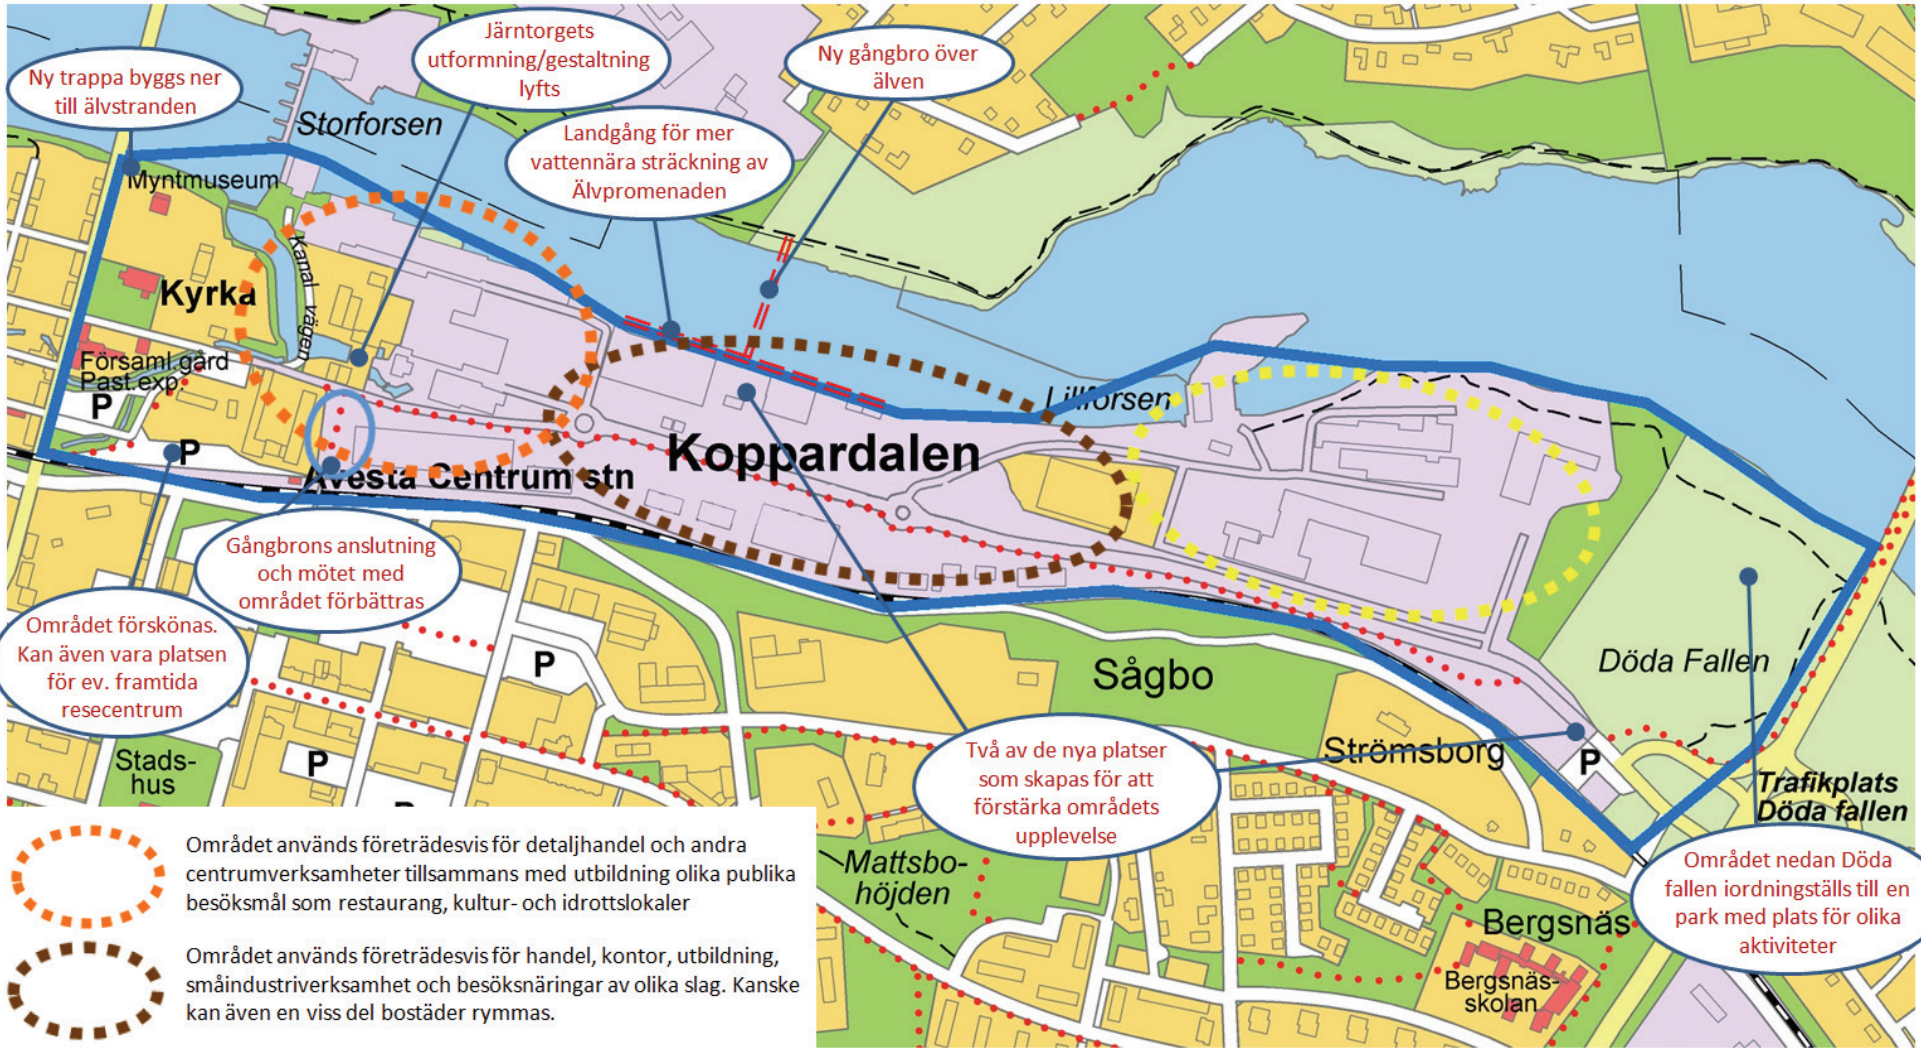 Järntorgets
utformning/gestaltning
lyfts
Ny gångbro över
älven
Ny trappa byggs ner
till älvstranden
Storforsen
Landgång för mer
vattennära sträckning av
Älvpromenaden
Myntmuseum
Kanal vägen
Kyrka
Församl.gård
Past.exp.
P
P
Lillforsen
Koppardalen
Avesta Centrum stn
Gångbrons anslutning
och mötet med
området förbättras
Området förskönas.
Kan även vara platsen
för ev. framtida
resecentrum
P
Sågbo
Döda Fallen
Två av de nya platser
som skapas för att
förstärka områdets
upplevelse
Strömsborg
P
Trafikplats
Döda fallen
Stads-
hus
P
Mattsbo-
höjden
Området nedan Döda
fallen iordningställs till en
park med plats för olika
aktiviteter
Bergsnäs
Bergsnäs-
skolan
Området används företrädesvis för detaljhandel och andra
centrumverksamheter tillsammans med utbildning olika publika
besöksmål som restaurang, kultur- och idrottslokaler
Området används företrädesvis för handel, kontor, utbildning,
småindustriverksamhet och besöksnäringar av olika slag. Kanske
kan även en viss del bostäder rymmas.